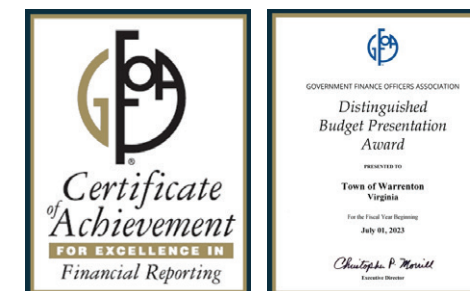 GFOA
®
Certificate
of Achievement
FOR EXCELLENCE IN
Financial Reporting
GFOA
GOVERNMENT FINANCE OFFICERS ASSOCIATION
Distinguished
Budget Presentation
Award
PRESENTED TO
Town of Warrenton
Virginia
For the Fiscal Year Beginning
July 01, 2023
Christopher P. Morrill
Executive Director